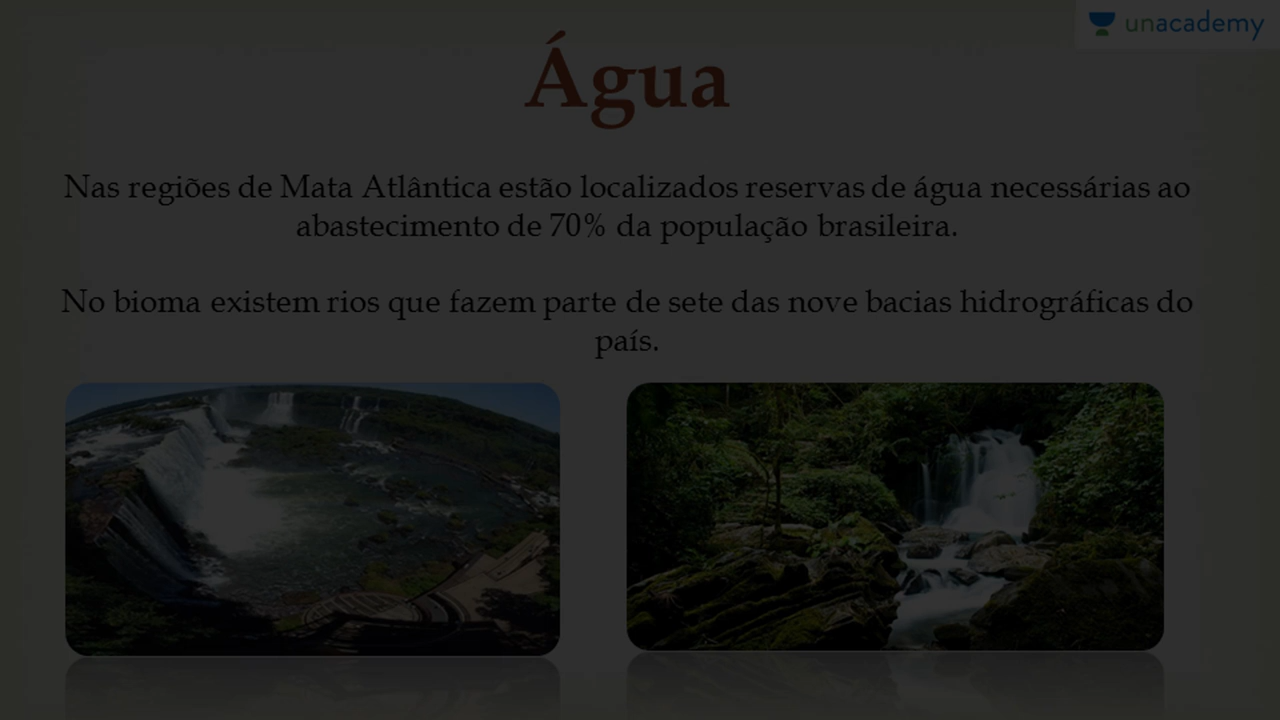 unacademy
Água
Nas regiões de Mata Atlântica estão localizados reservas de água necessárias ao
abastecimento de 70% da população brasileira.
No bioma existem rios que fazem parte de sete das nove bacias hidrográficas do
país.